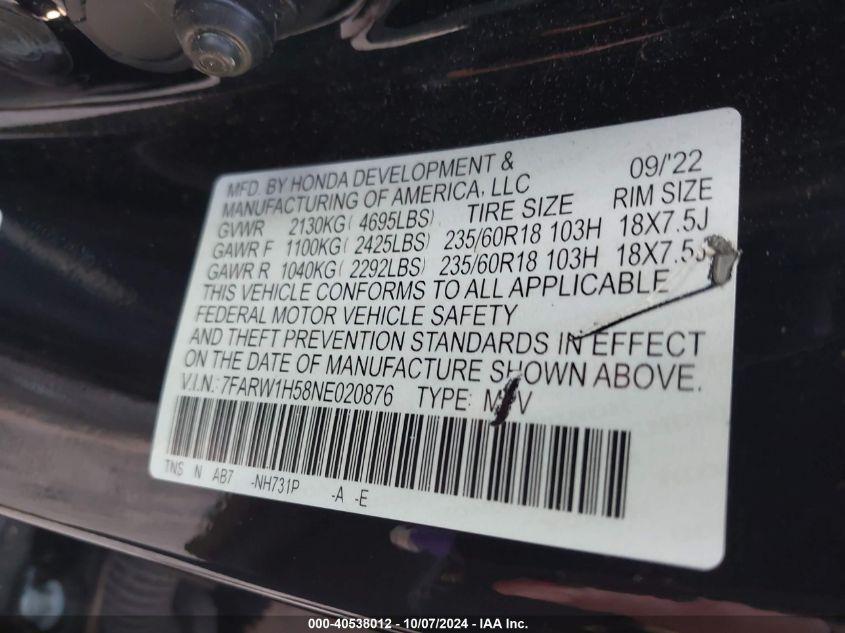 MFD. BY HONDA DEVELOPMENT & 09/'22
MANUFACTURING OF AMERICA, LLC
GVWR 2130KG( 4695LBS) TIRE SIZE RIM SIZE
GAWR F 1100KG( 2425LBS) 235/60R18 103H 18X7.5J
GAWR R 1040KG( 2292LBS) 235/60R18 103H 18X7.5J
THIS VEHICLE CONFORMS TO ALL APPLICABLE
FEDERAL MOTOR VEHICLE SAFETY
AND THEFT PREVENTION STANDARDS IN EFFECT
ON THE DATE OF MANUFACTURE SHOWN ABOVE.
V.I.N.: 7FARW1H58NE020876 TYPE: MPV
TNS N AB7 -NH731P -A -E
000-40538012 - 10/07/2024 - IAA Inc.